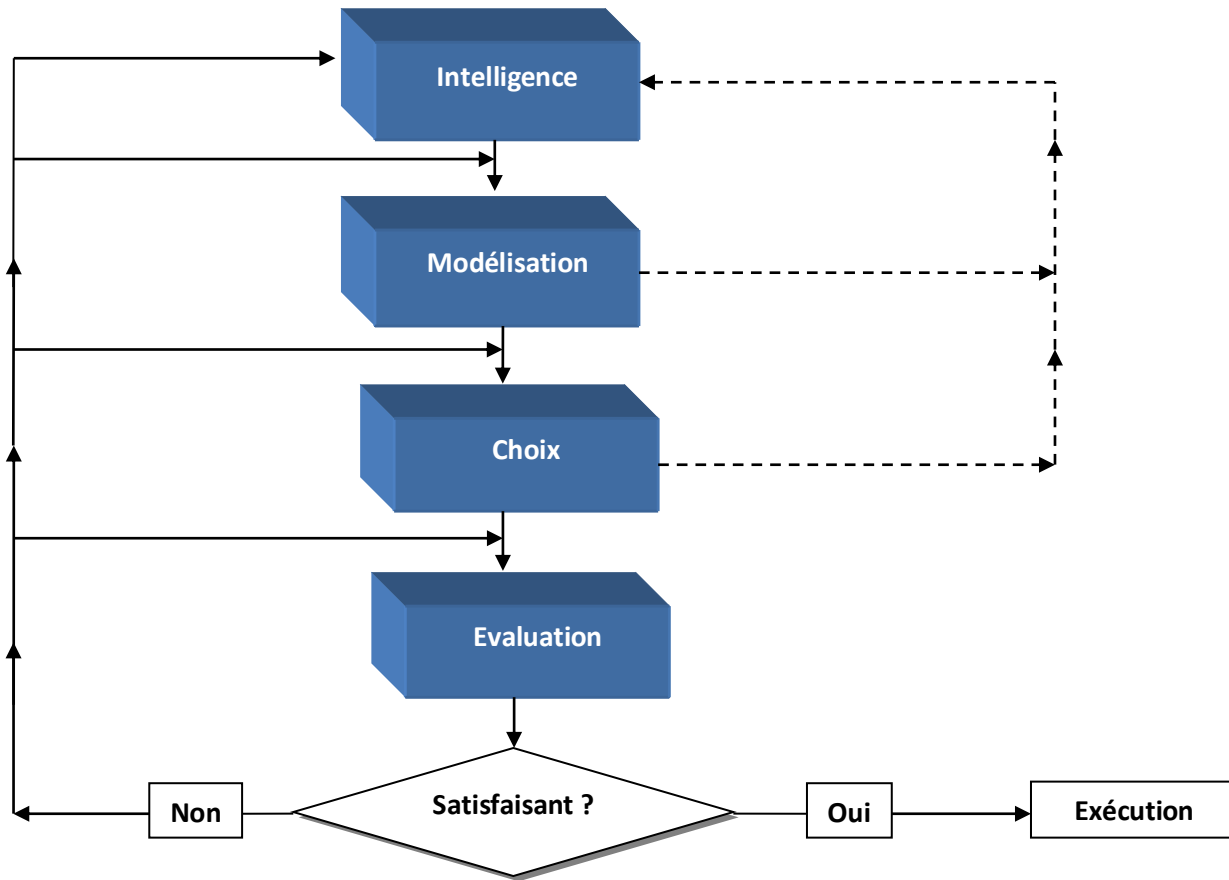 Intelligence
Modélisation
Choix
Evaluation
Satisfaisant ?
Non
Oui
Exécution